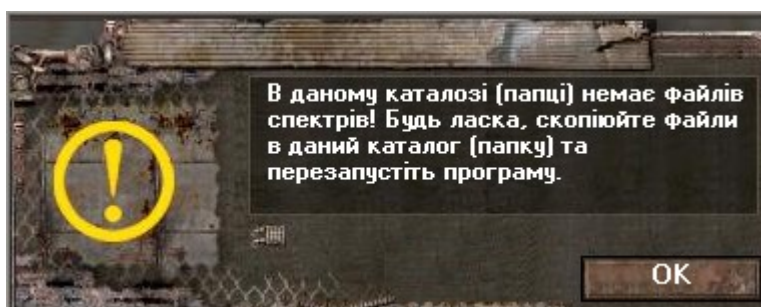 В даному каталозі (папці) немає файлів
спектрів! Будь ласка, скопіюйте файли
в даний каталог (папку) та
перезапустіть програму.
OK